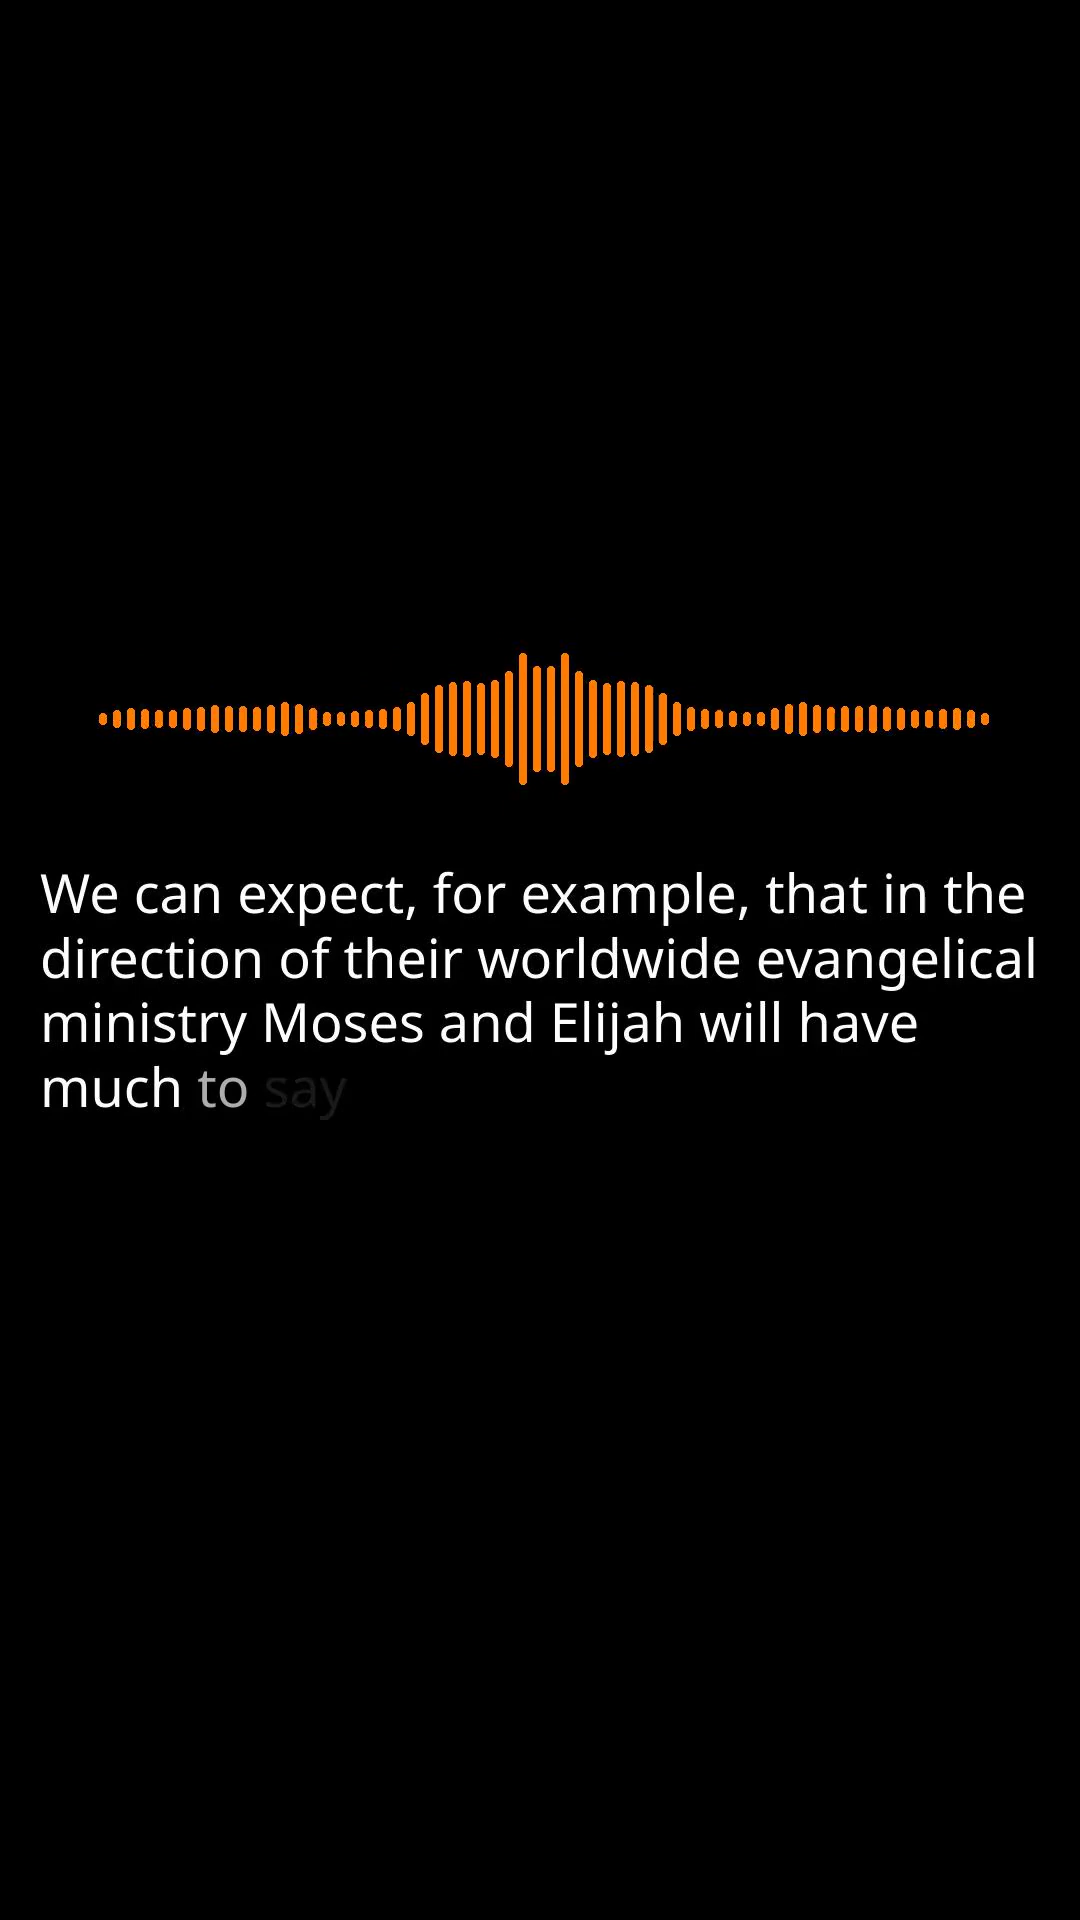 We can expect, for example, that in the
direction of their worldwide evangelical
ministry Moses and Elijah will have
much to say